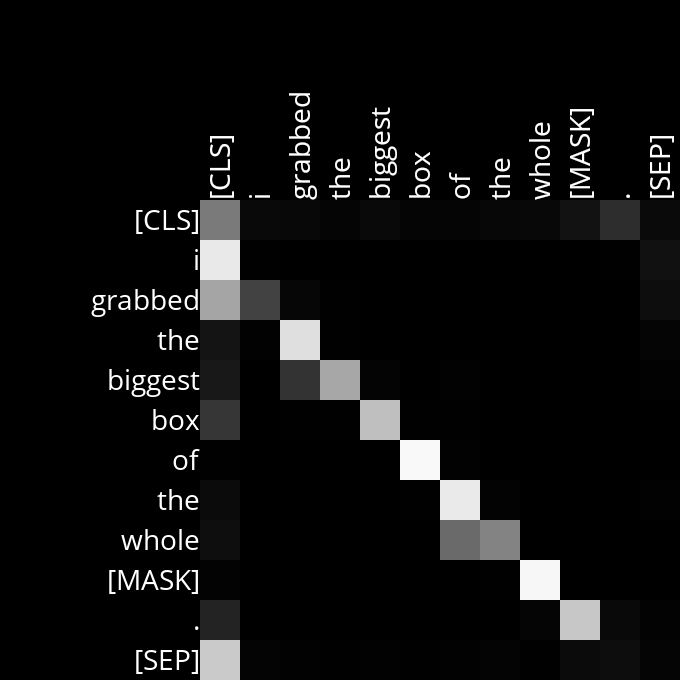 [CLS] i grabbed the biggest box of the whole [MASK] . [SEP]
[CLS]
i
grabbed
the
biggest
box
of
the
whole
[MASK]
.
[SEP]